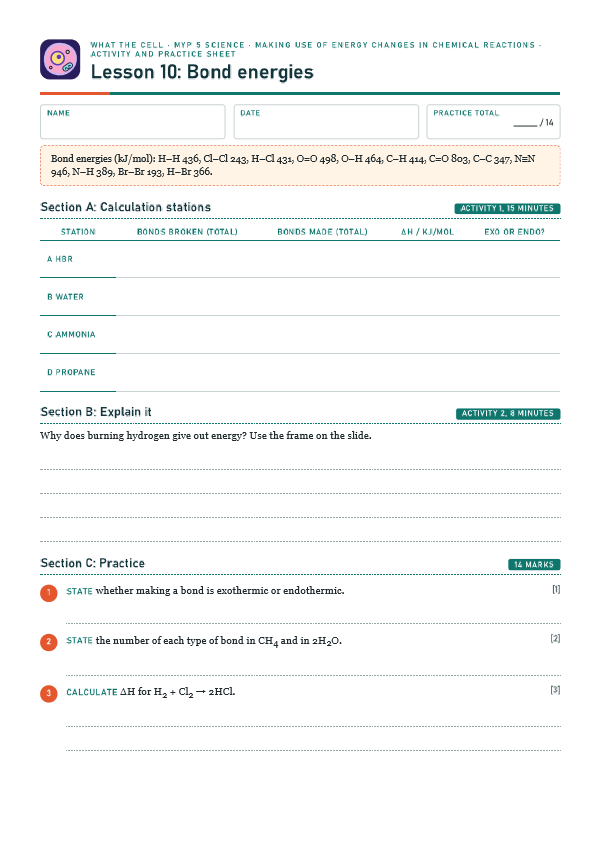 WHAT THE CELL · MYP 5 SCIENCE · MAKING USE OF ENERGY CHANGES IN CHEMICAL REACTIONS ·
ACTIVITY AND PRACTICE SHEET
Lesson 10: Bond energies
NAME
DATE
PRACTICE TOTAL
_____ / 14
Bond energies (kJ/mol): H–H 436, Cl–Cl 243, H–Cl 431, O=O 498, O–H 464, C–H 414, C=O 803, C–C 347, N≡N
946, N–H 389, Br–Br 193, H–Br 366.
Section A: Calculation stations
ACTIVITY 1, 15 MINUTES
STATION BONDS BROKEN (TOTAL) BONDS MADE (TOTAL) ΔH / KJ/MOL EXO OR ENDO?
A HBR
B WATER
C AMMONIA
D PROPANE
Section B: Explain it
ACTIVITY 2, 8 MINUTES
Why does burning hydrogen give out energy? Use the frame on the slide.
Section C: Practice
14 MARKS
1 STATE whether making a bond is exothermic or endothermic. [1]
2 STATE the number of each type of bond in CH₄ and in 2H₂O. [2]
3 CALCULATE ΔH for H₂ + Cl₂ → 2HCl. [3]